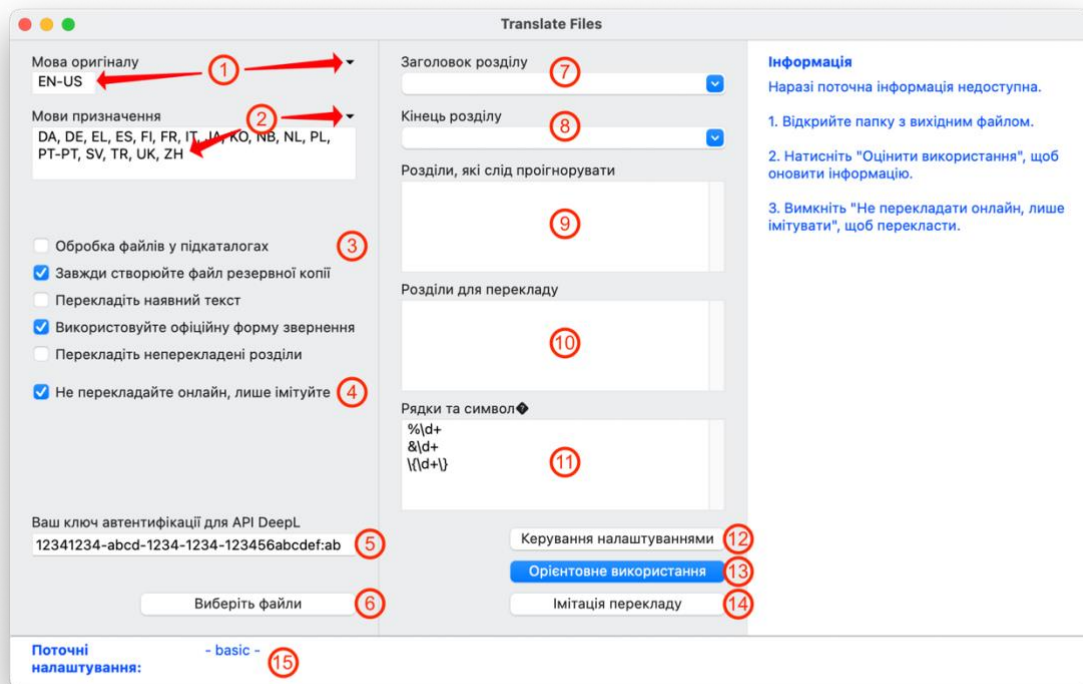 Translate Files
Мова оригіналу
EN-US
1
Мови призначення
2
DA, DE, EL, ES, FI, FR, IT, JA, KO, NB, NL, PL,
PT-PT, SV, TR, UK, ZH
Обробка файлів у підкаталогах
3
Завжди створюйте файл резервної копії
Перекладіть наявний текст
Використовуйте офіційну форму звернення
Перекладіть неперекладені розділи
Не перекладайте онлайн, лише імітуйте
4
Ваш ключ автентифікації для API DeepL
12341234-abcd-1234-1234-123456abcdef:ab
5
Виберіть файли
6
Заголовок розділу
7
Кінець розділу
8
Розділи, які слід проігнорувати
9
Розділи для перекладу
10
Рядки та символ�
%\d+
&\d+
\{\d+\}
11
Керування налаштуваннями
12
Орієнтовне використання
13
Імітація перекладу
14
Інформація
Наразі поточна інформація недоступна.
1. Відкрийте папку з вихідним файлом.
2. Натисніть "Оцінити використання", щоб
оновити інформацію.
3. Вимкніть "Не перекладати онлайн, лише
імітувати", щоб перекласти.
Поточні
налаштування:
- basic -
15